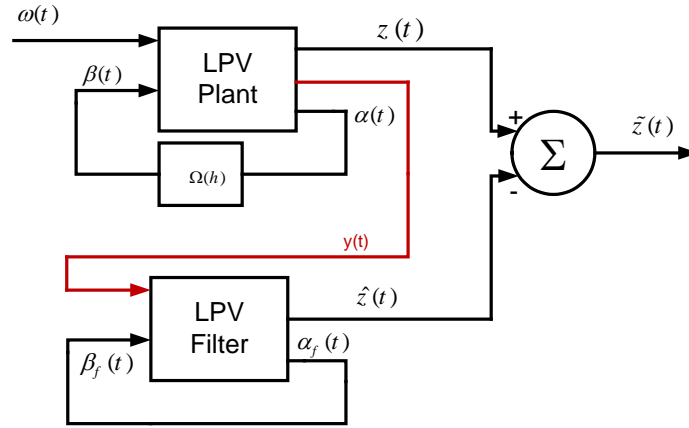 ω(t)
z(t)
LPV
Plant
β(t)
α(t)
Ω(h)
+
Σ
-
z̃(t)
y(t)
LPV
Filter
ẑ(t)
β_f(t)
α_f(t)